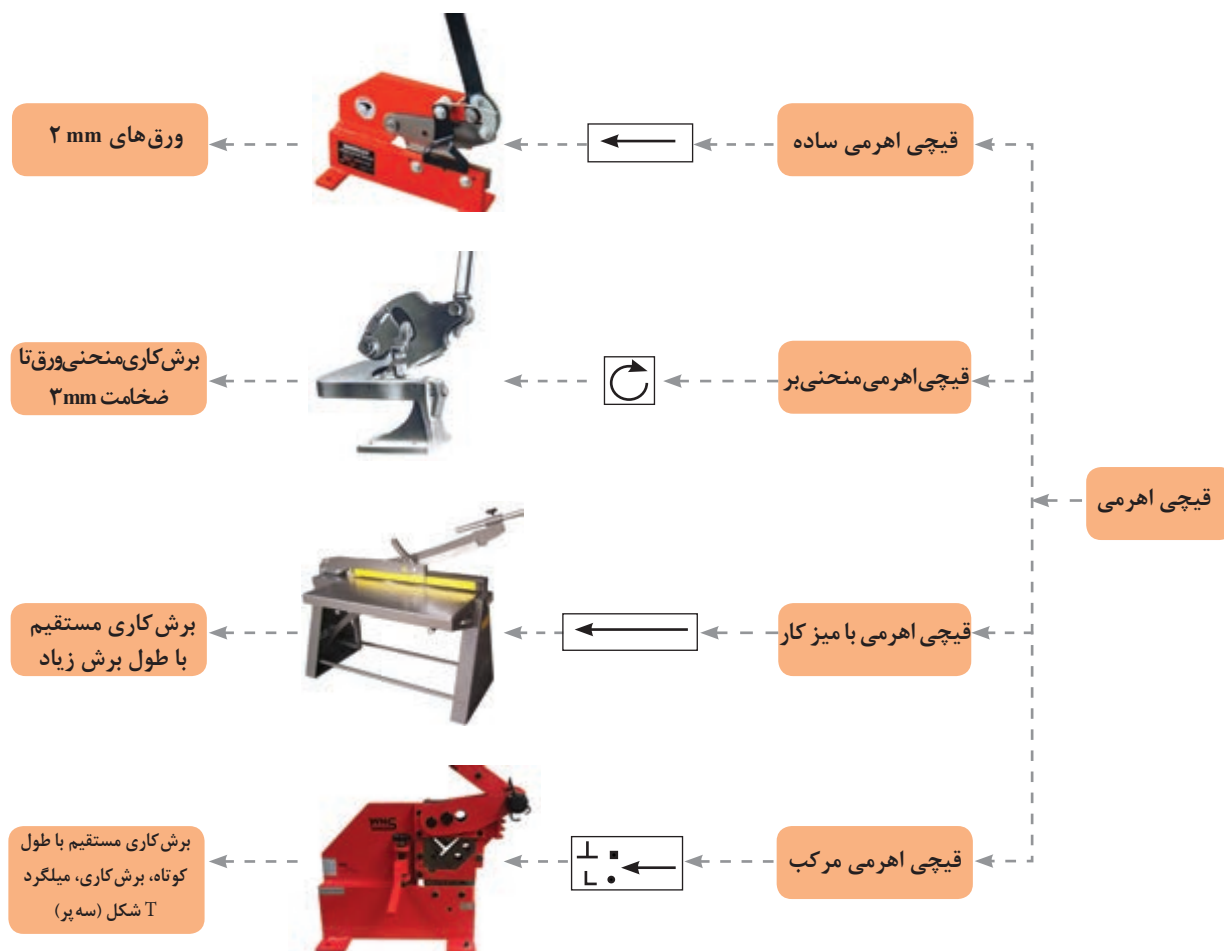 قیچی اهرمی
قیچی اهرمی ساده
ورق‌های ۲ mm
قیچی اهرمی منحنی‌بر
برش‌کاری منحنی ورق تا
ضخامت ۳mm
قیچی اهرمی با میز کار
برش‌کاری مستقیم
با طول برش زیاد
قیچی اهرمی مرکب
برش‌کاری مستقیم با طول
کوتاه، برش‌کاری، میلگرد
T شکل (سه‌پر)